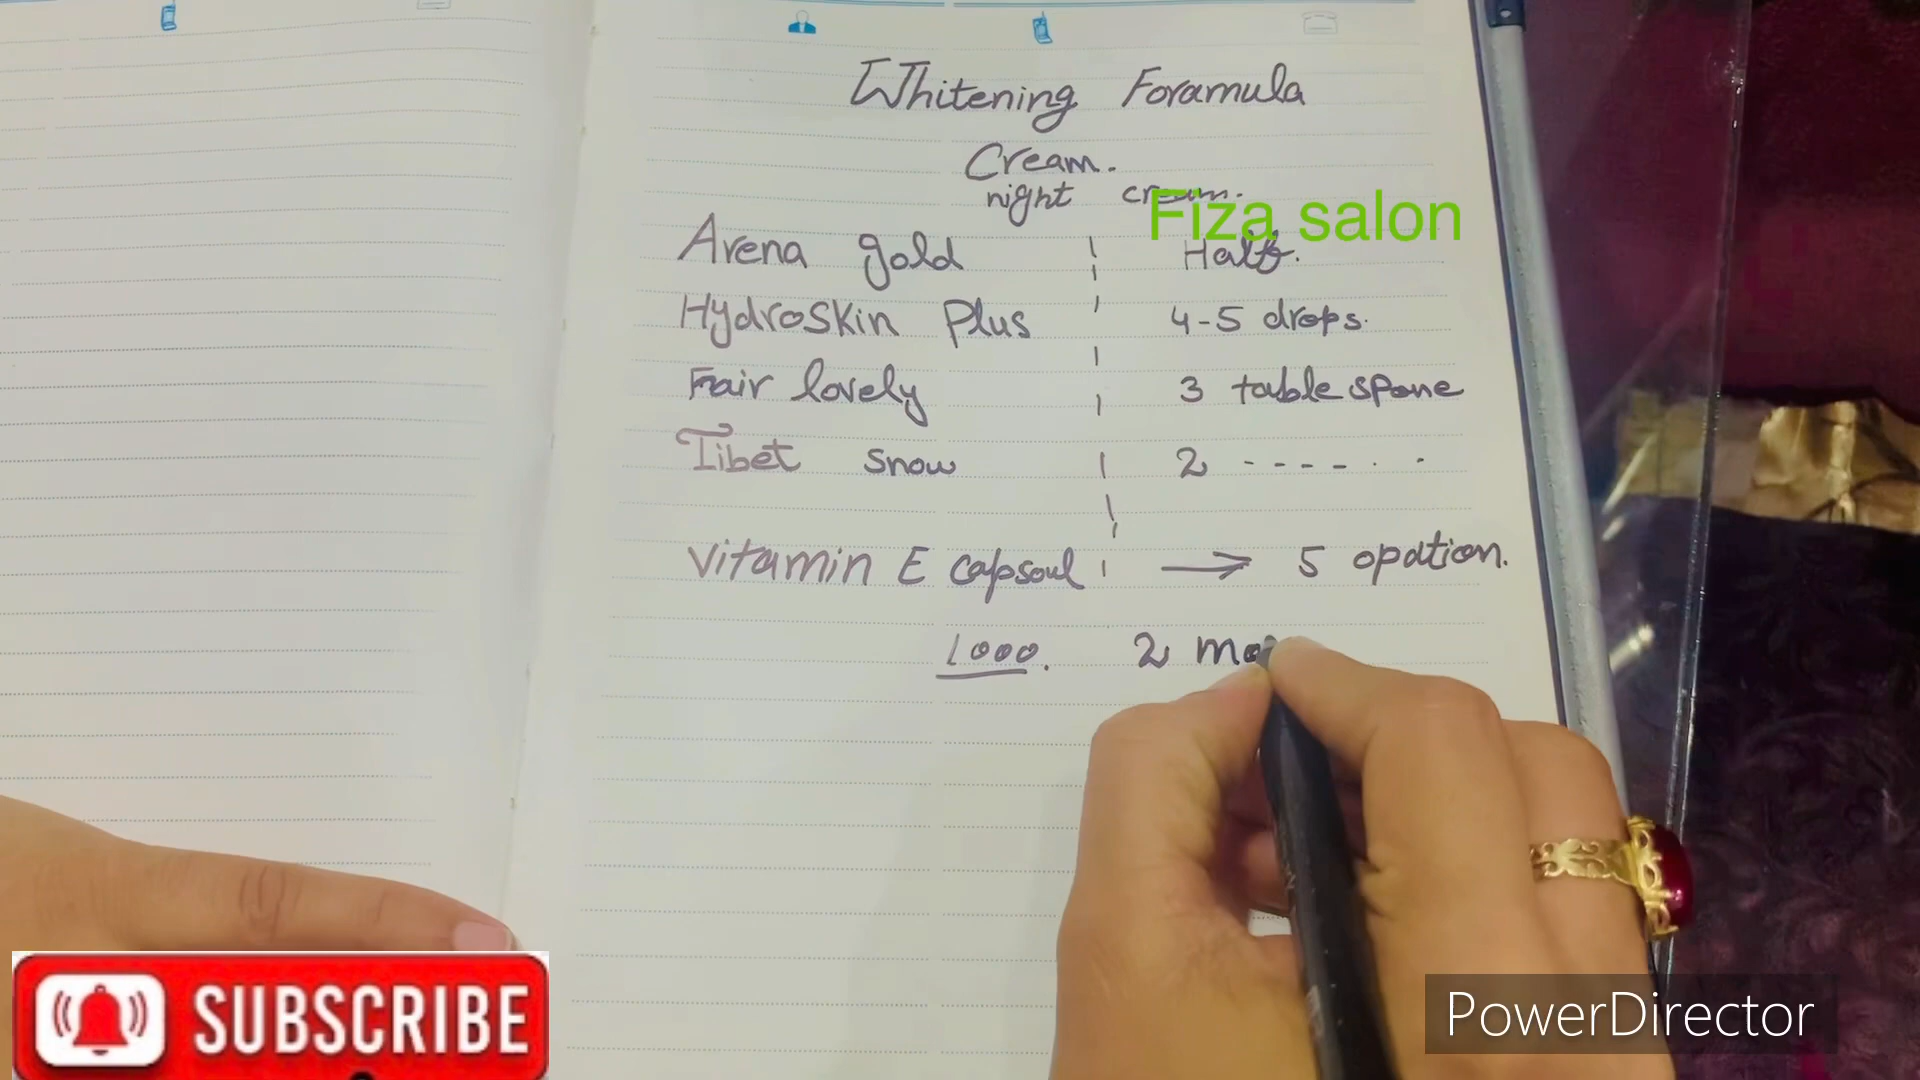 Whitening Foramula
Cream.
night cream.
Fiza salon
Arena gold Half.
Hydroskin Plus 4-5 drops.
Fair lovely 3 table spone
Tibet snow 2 - - - - . .
Vitamin E capsoul → 5 opation.
1000. 2 mo
SUBSCRIBE
PowerDirector